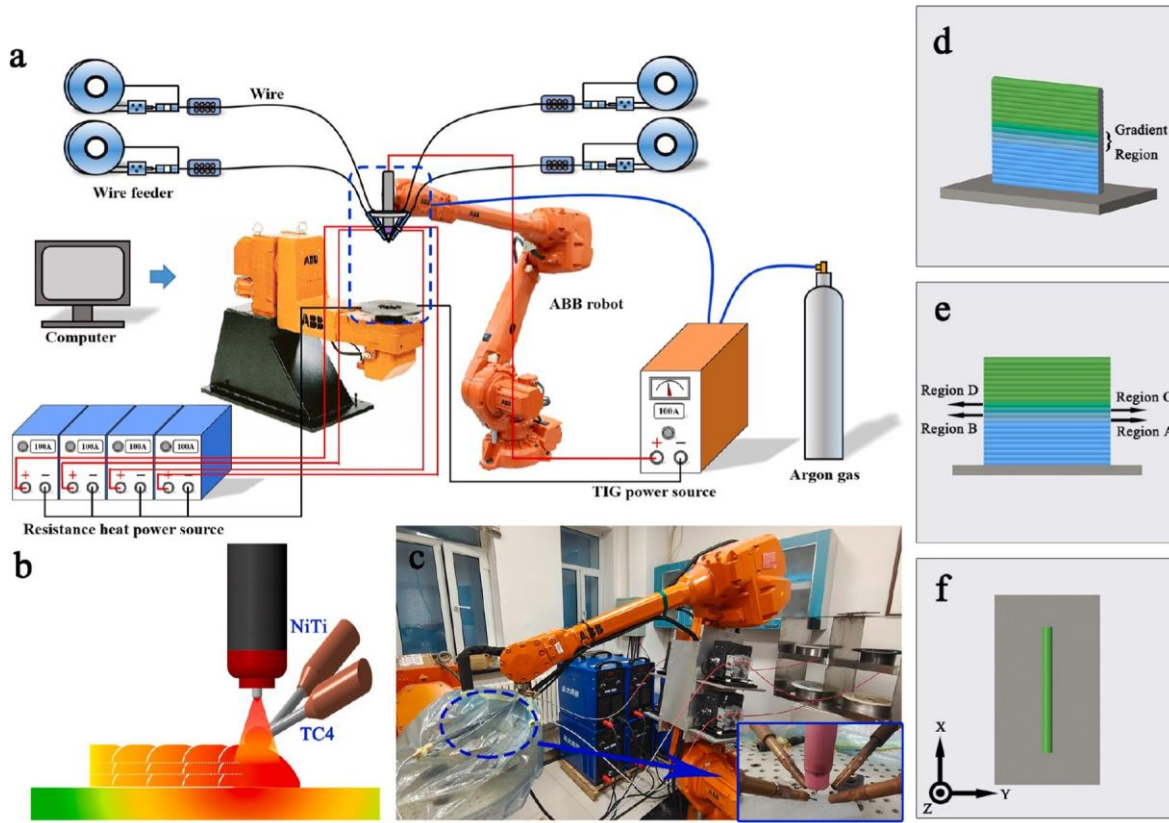 a
Wire
Wire feeder
ABB
ABB
ABB
ABB robot
Computer
100A
100A
100A
100A
100A
+ −
+ −
+ −
+ −
+ −
TIG power source
Argon gas
Resistance heat power source
b
NiTi
TC4
c
ABB
d
Gradient
Region
e
Region D
Region C
Region B
Region A
f
X
Z
Y